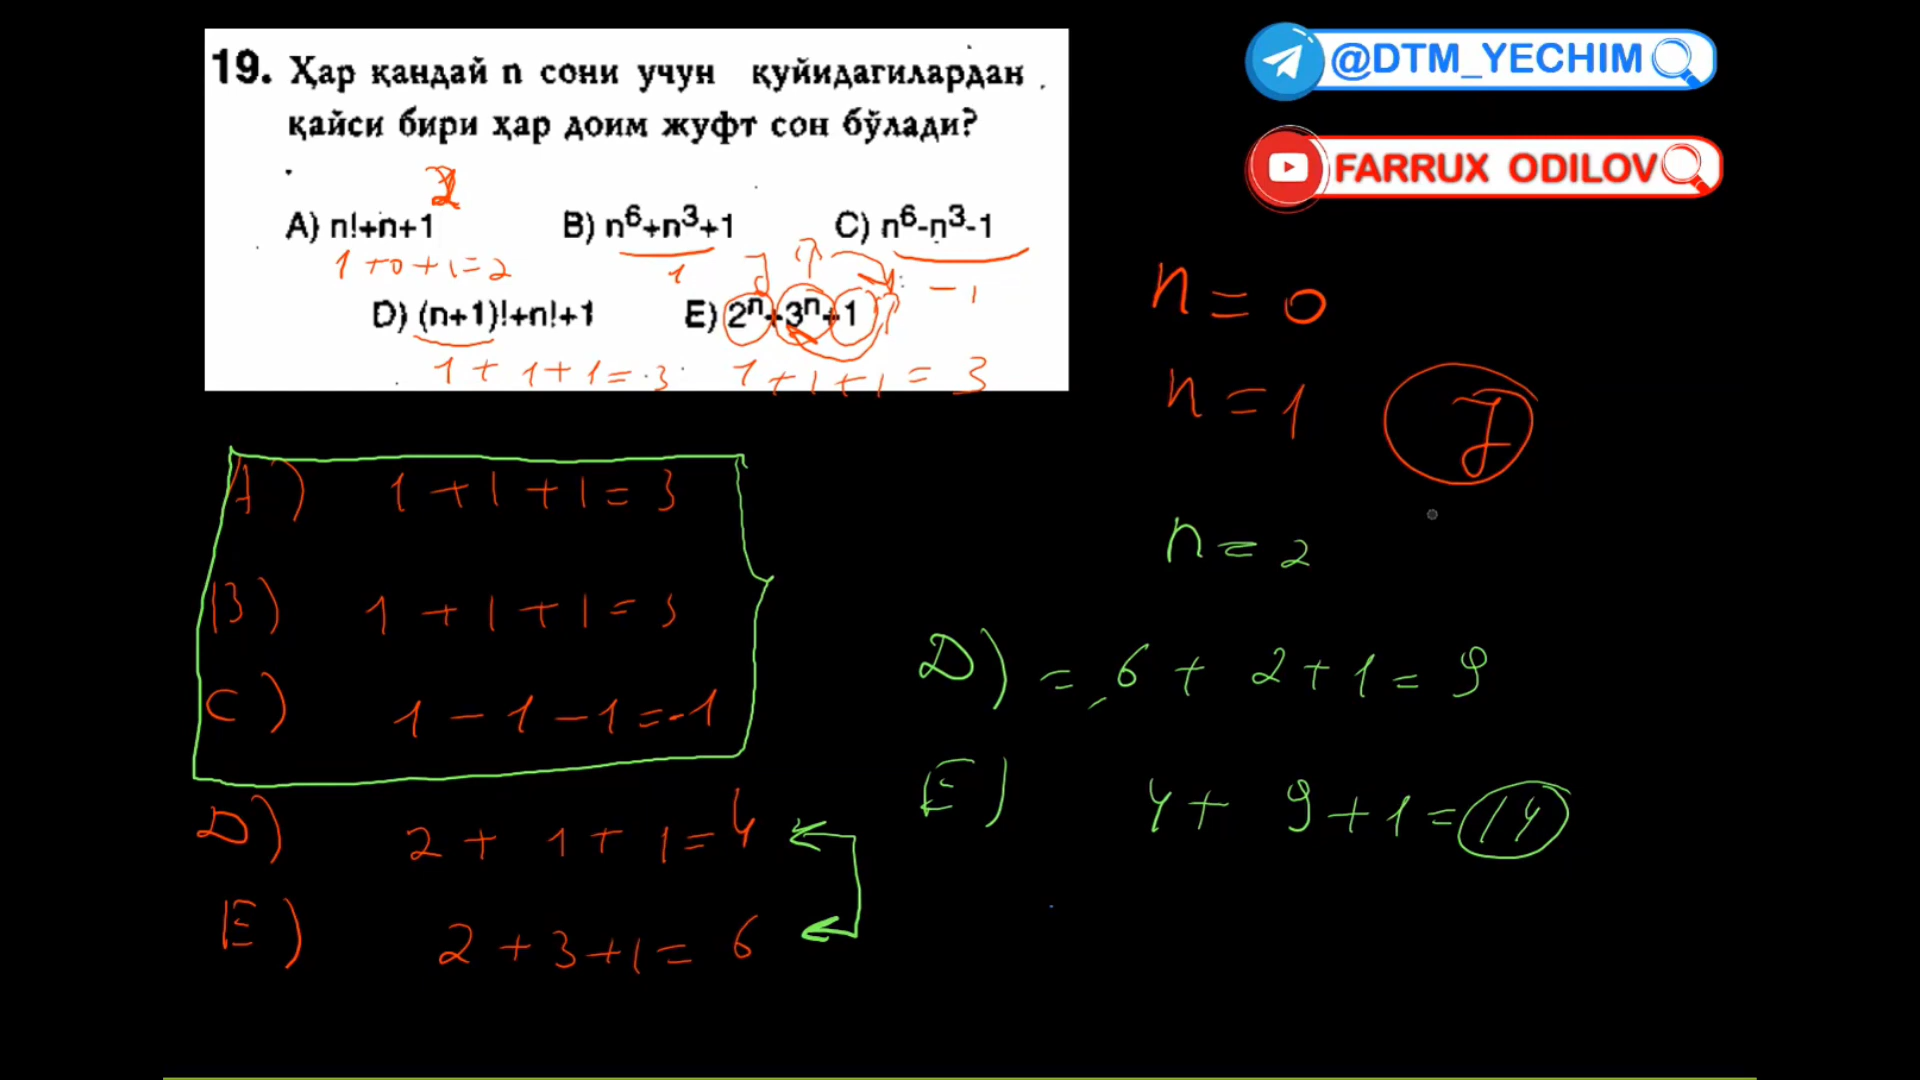 19. Ҳар қандай n сони учун қуйидагилардан
қайси бири ҳар доим жуфт сон бўлади?
A) n!+n+1 B) n⁶+n³+1 C) n⁶-n³-1
1+0+1=2 1 -1
D) (n+1)!+n!+1 E) 2ⁿ+3ⁿ+1
1+1+1=3 1+1+1=3
@DTM_YECHIM
FARRUX ODILOV
n=0
n=1 J
n=2
A) 1+1+1=3
B) 1+1+1=3
C) 1-1-1=-1
D) 2+1+1=4
E) 2+3+1=6
D) =6+2+1=9
E) 4+9+1=14